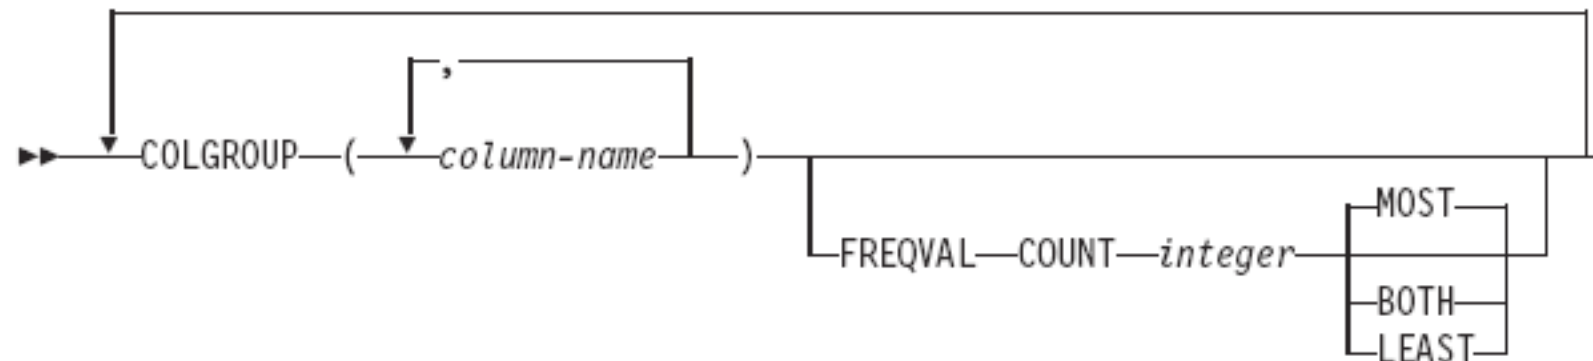 ,
COLGROUP ( column-name )
MOST
FREQVAL COUNT integer
BOTH
LEAST